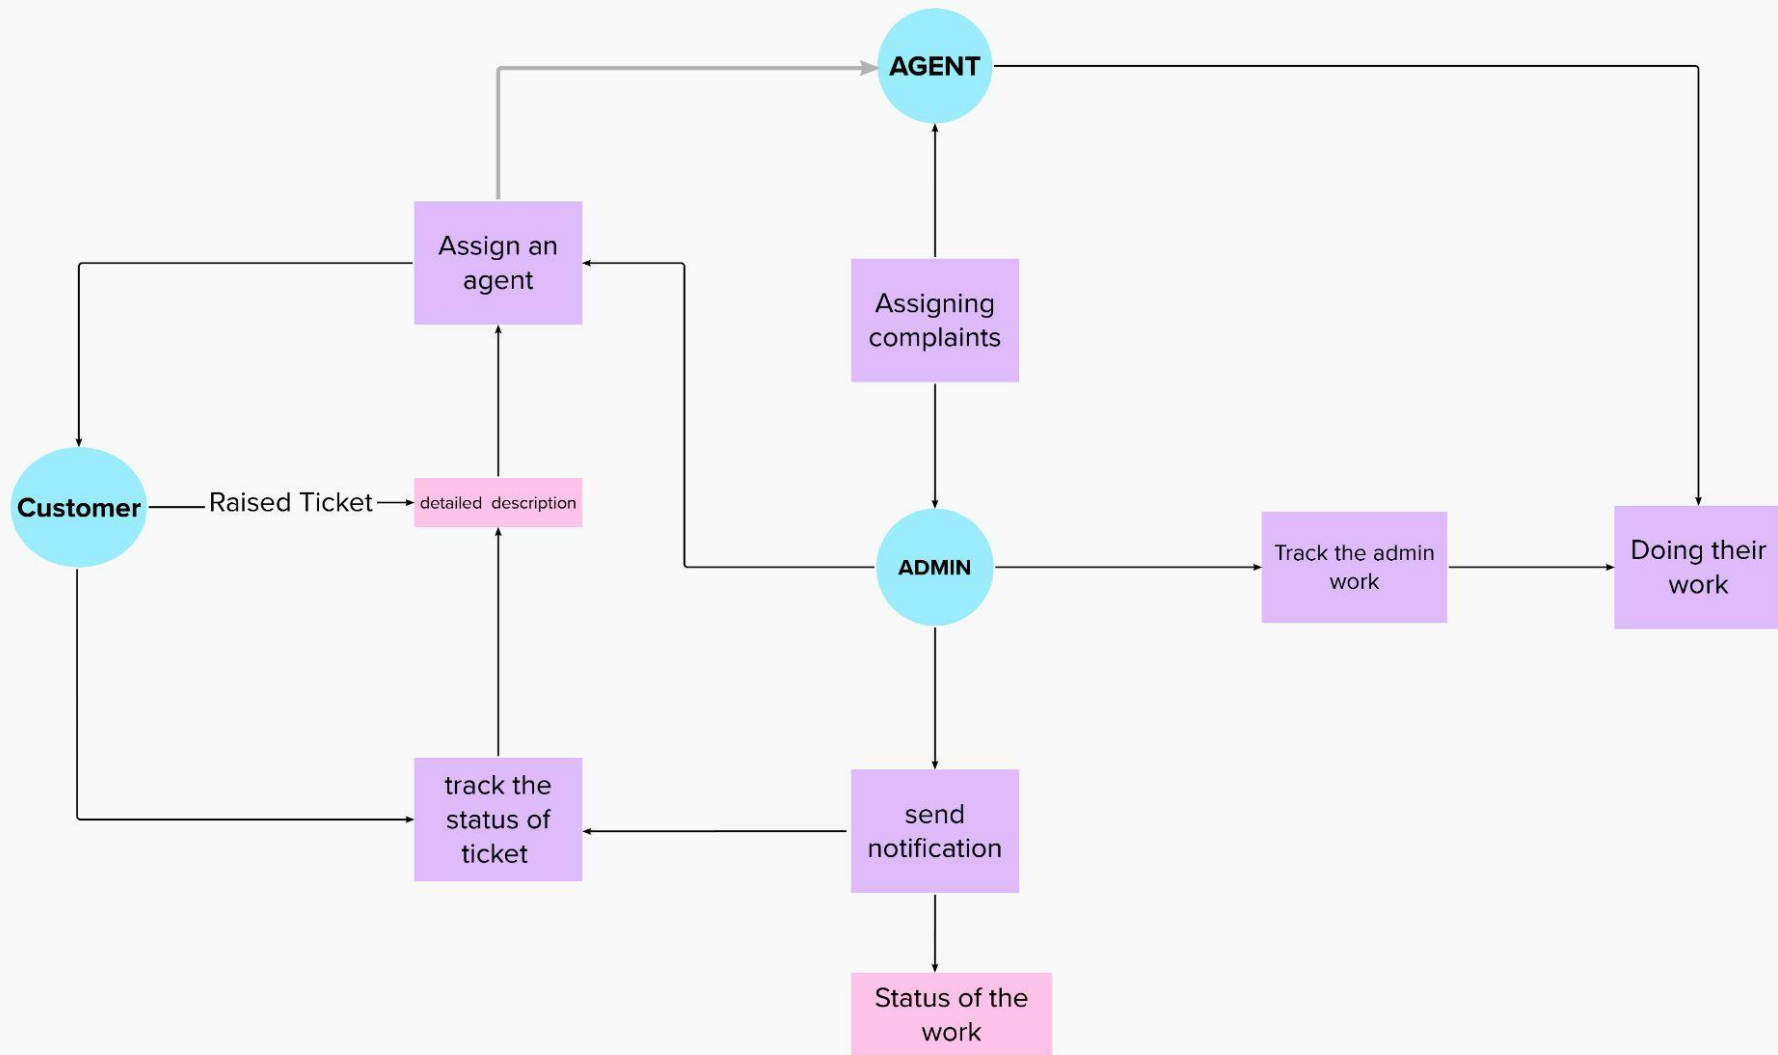 AGENT
Assign an
agent
Assigning
complaints
Customer
Raised Ticket
detailed description
ADMIN
Track the admin
work
Doing their
work
track the
status of
ticket
send
notification
Status of the
work